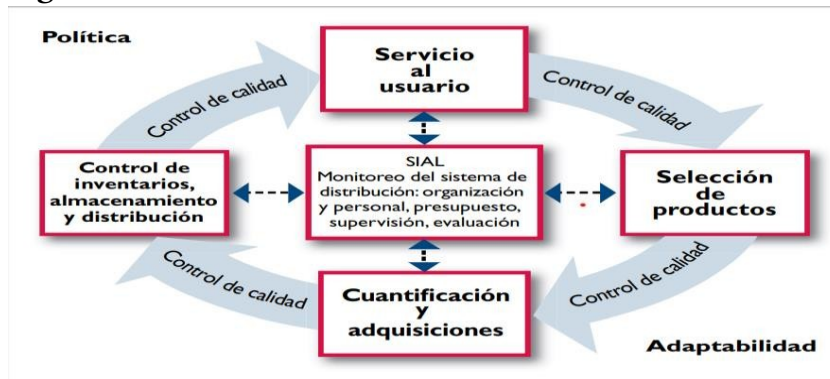 Política
Servicio
al
usuario
Control de calidad
Control de calidad
Control de
inventarios,
almacenamiento
y distribución
SIAL
Monitoreo del sistema de
distribución: organización
y personal, presupuesto,
supervisión, evaluación
Selección
de
productos
Control de calidad
Control de calidad
Cuantificación
y
adquisiciones
Adaptabilidad